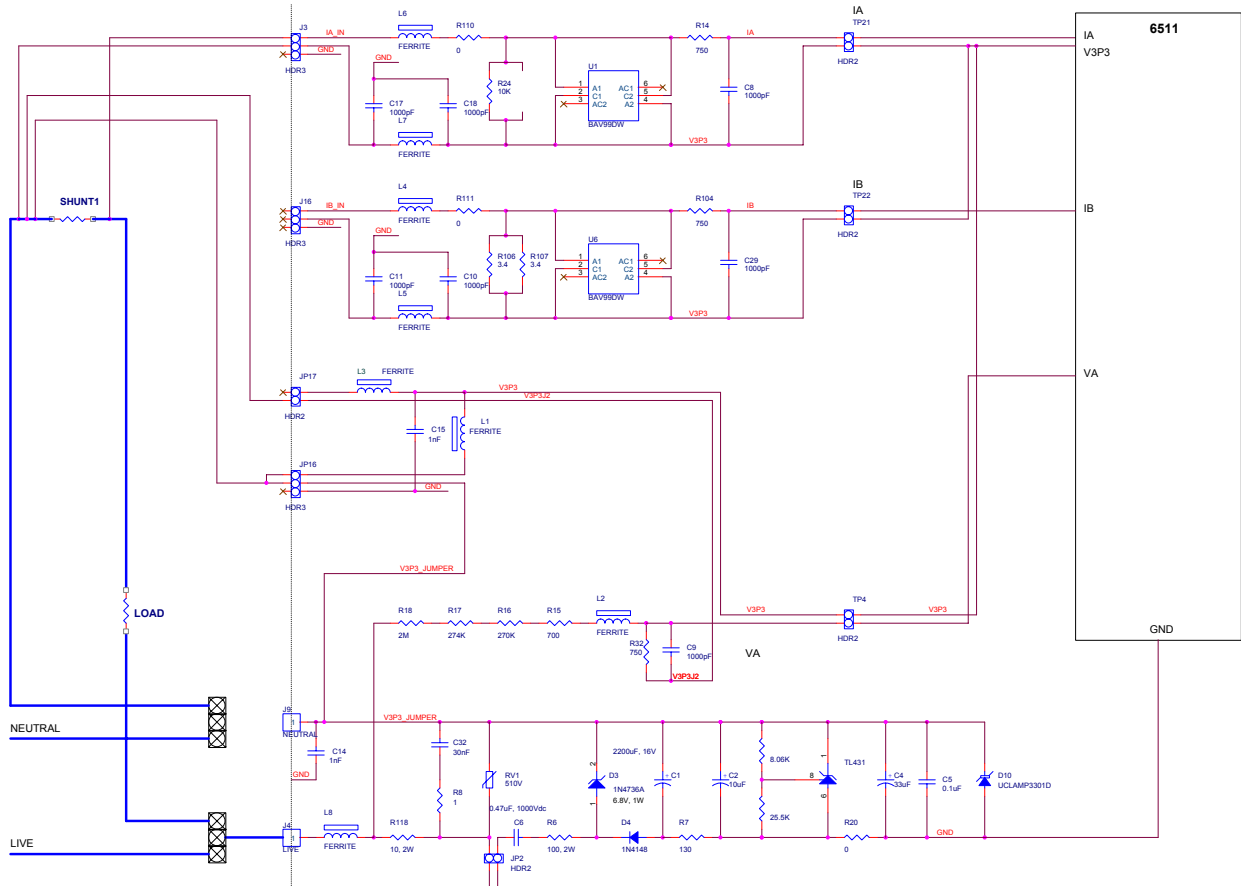 IA
L6
J3
R110
R14
TP21
6511
IA_IN
IA
IA
FERRITE
0
750
V3P3
GND
HDR3
GND
HDR2
U1
R24
10K
1
2
3
A1
C1
AC2
AC1
C2
A2
6
5
4
C17
1000pF
C18
1000pF
C8
1000pF
L7
BAV99DW
V3P3
FERRITE
IB
L4
TP22
SHUNT1
J16
R111
R104
IB_IN
IB
IB
FERRITE
0
750
GND
HDR3
GND
HDR2
U6
R106
3.4
R107
3.4
1
2
3
A1
C1
AC2
AC1
C2
A2
6
5
4
C11
1000pF
C10
1000pF
C29
1000pF
L5
BAV99DW
V3P3
FERRITE
L3 FERRITE
VA
JP17
V3P3
V3P3J2
HDR2
L1
FERRITE
C15
1nF
JP16
GND
HDR3
V3P3_JUMPER
LOAD
L2
R18
R17
R16
R15
TP4
V3P3
V3P3
GND
2M
274K
270K
700
FERRITE
HDR2
R32
750
C9
1000pF
VA
V3P3J2
J9
1
NEUTRAL
V3P3_JUMPER
NEUTRAL
C14
1nF
GND
C32
30nF
RV1
510V
R8
1
2200uF, 16V
2
D3
1N4736A
6.8V, 1W
1
C1
C2
10uF
8.06K
1
TL431
8
6
25.5K
C4
33uF
C5
0.1uF
D10
UCLAMP3301D
0.47uF, 1000Vdc
L8
J4
1
LIVE
LIVE
R118
C6
R6
D4
R7
R20
GND
FERRITE
10, 2W
100, 2W
1N4148
130
0
JP2
HDR2